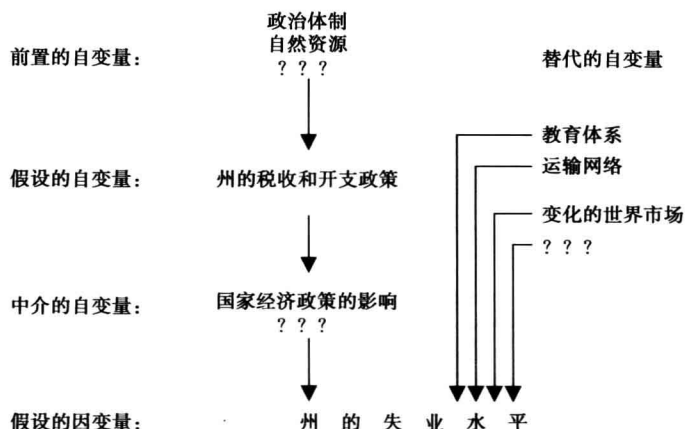 政治体制
自然资源
前置的自变量：
? ? ?
替代的自变量
教育体系
运输网络
假设的自变量：
州的税收和开支政策
变化的世界市场
? ? ?
中介的自变量：
国家经济政策的影响
? ? ?
假设的因变量：
州 的 失 业 水 平